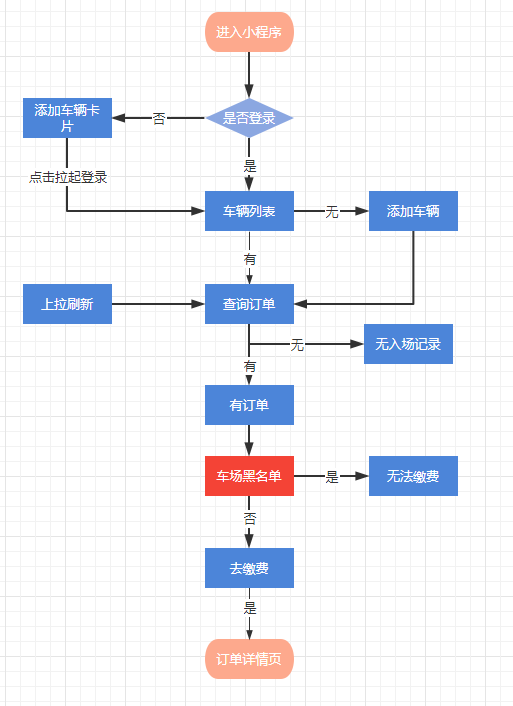 进入小程序
添加车辆卡
片
否
是否登录
点击拉起登录
是
车辆列表
无
添加车辆
有
上拉刷新
查询订单
无
无入场记录
有
有订单
车场黑名单
是
无法缴费
否
去缴费
是
订单详情页